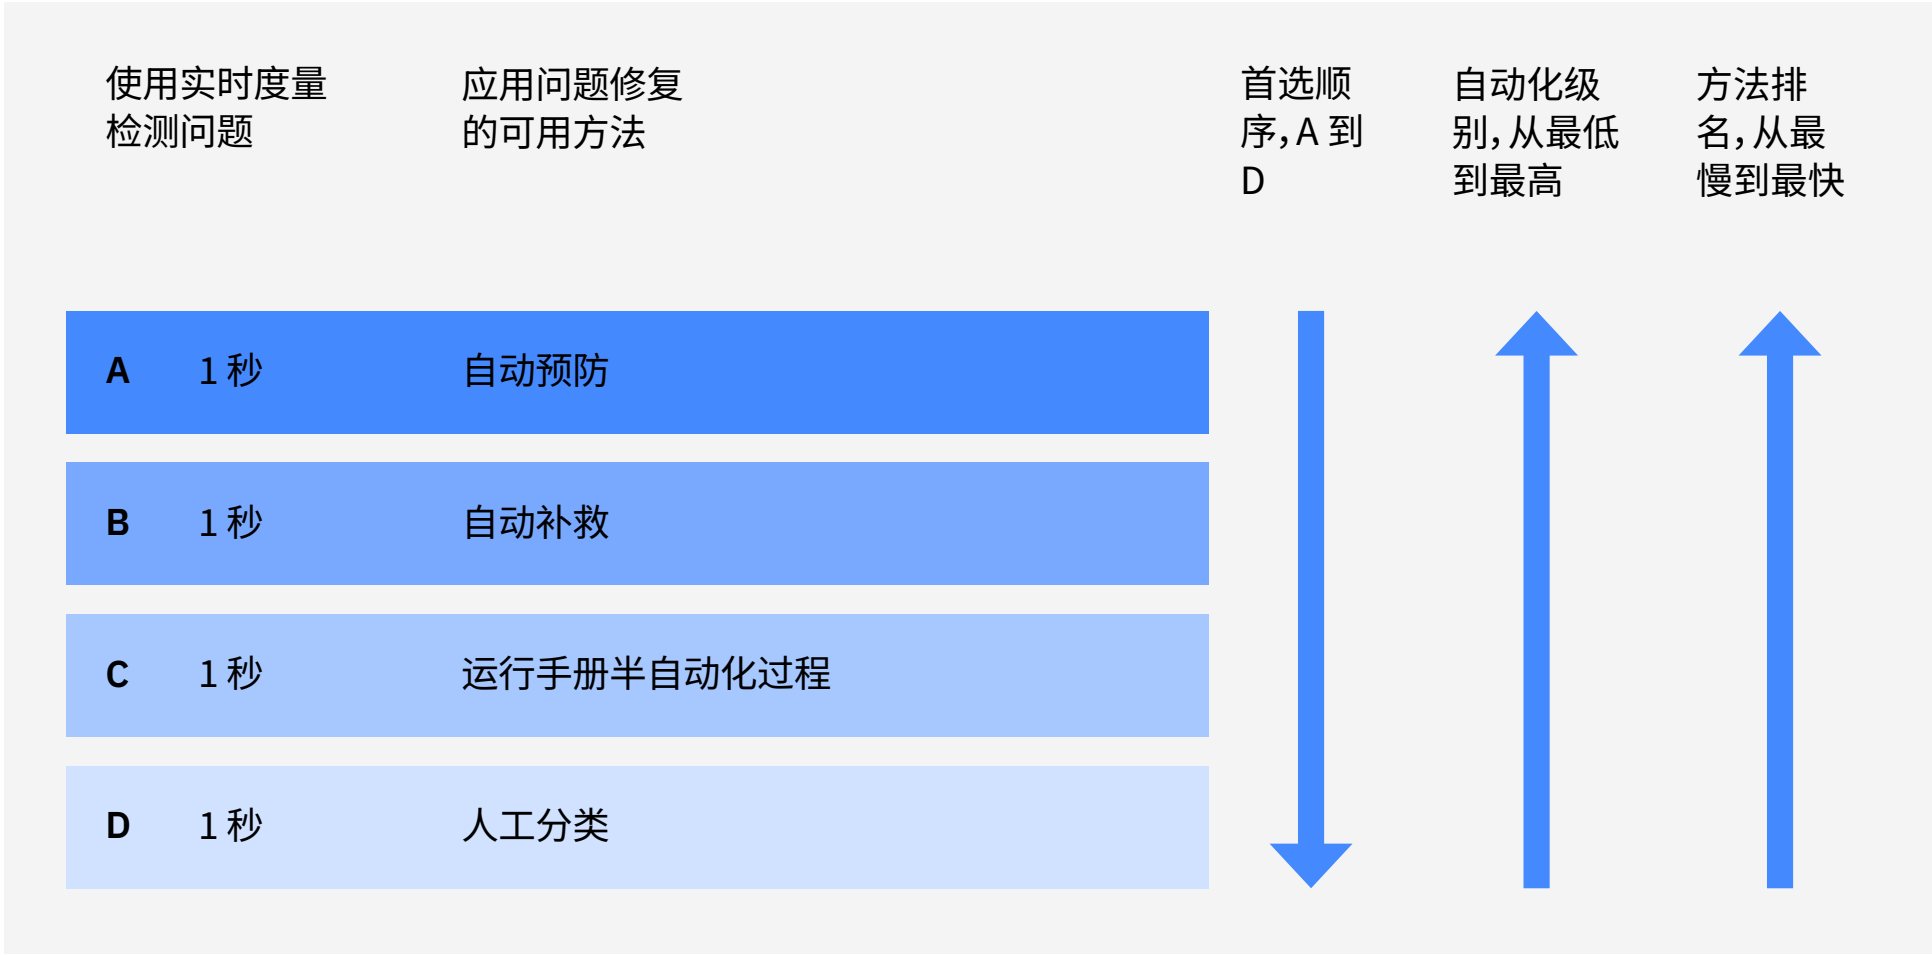 使用实时度量
检测问题
应用问题修复
的可用方法
首选顺
序，A 到
D
自动化级
别，从最低
到最高
方法排
名，从最
慢到最快
A 1 秒 自动预防
B 1 秒 自动补救
C 1 秒 运行手册半自动化过程
D 1 秒 人工分类